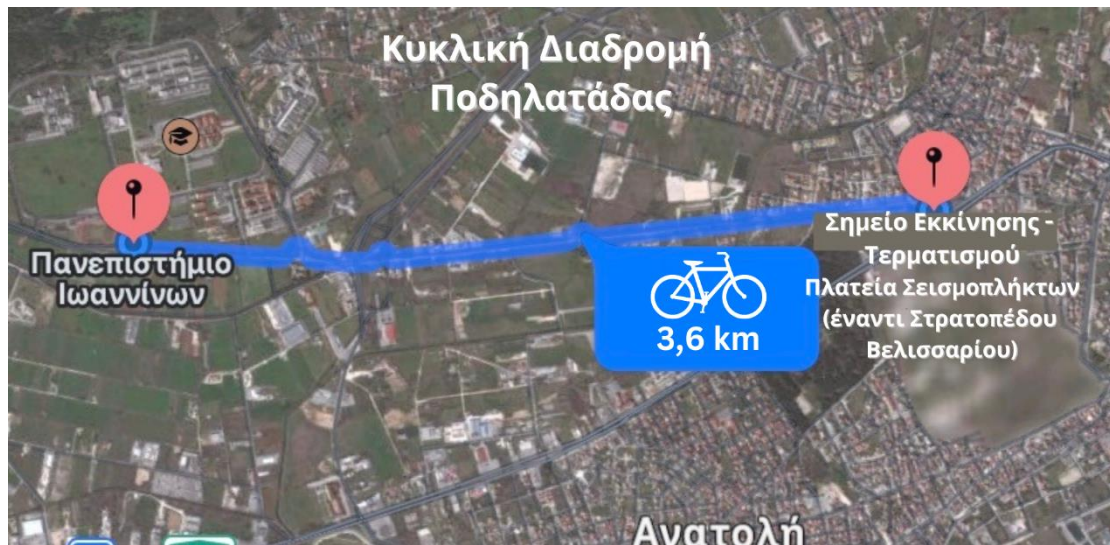 Κυκλική Διαδρομή
Ποδηλατάδας
Πανεπιστήμιο
Ιωαννίνων
3,6 km
Σημείο Εκκίνησης -
Τερματισμού
Πλατεία Σεισμοπλήκτων
(έναντι Στρατοπέδου
Βελισσαρίου)
Ανατολή